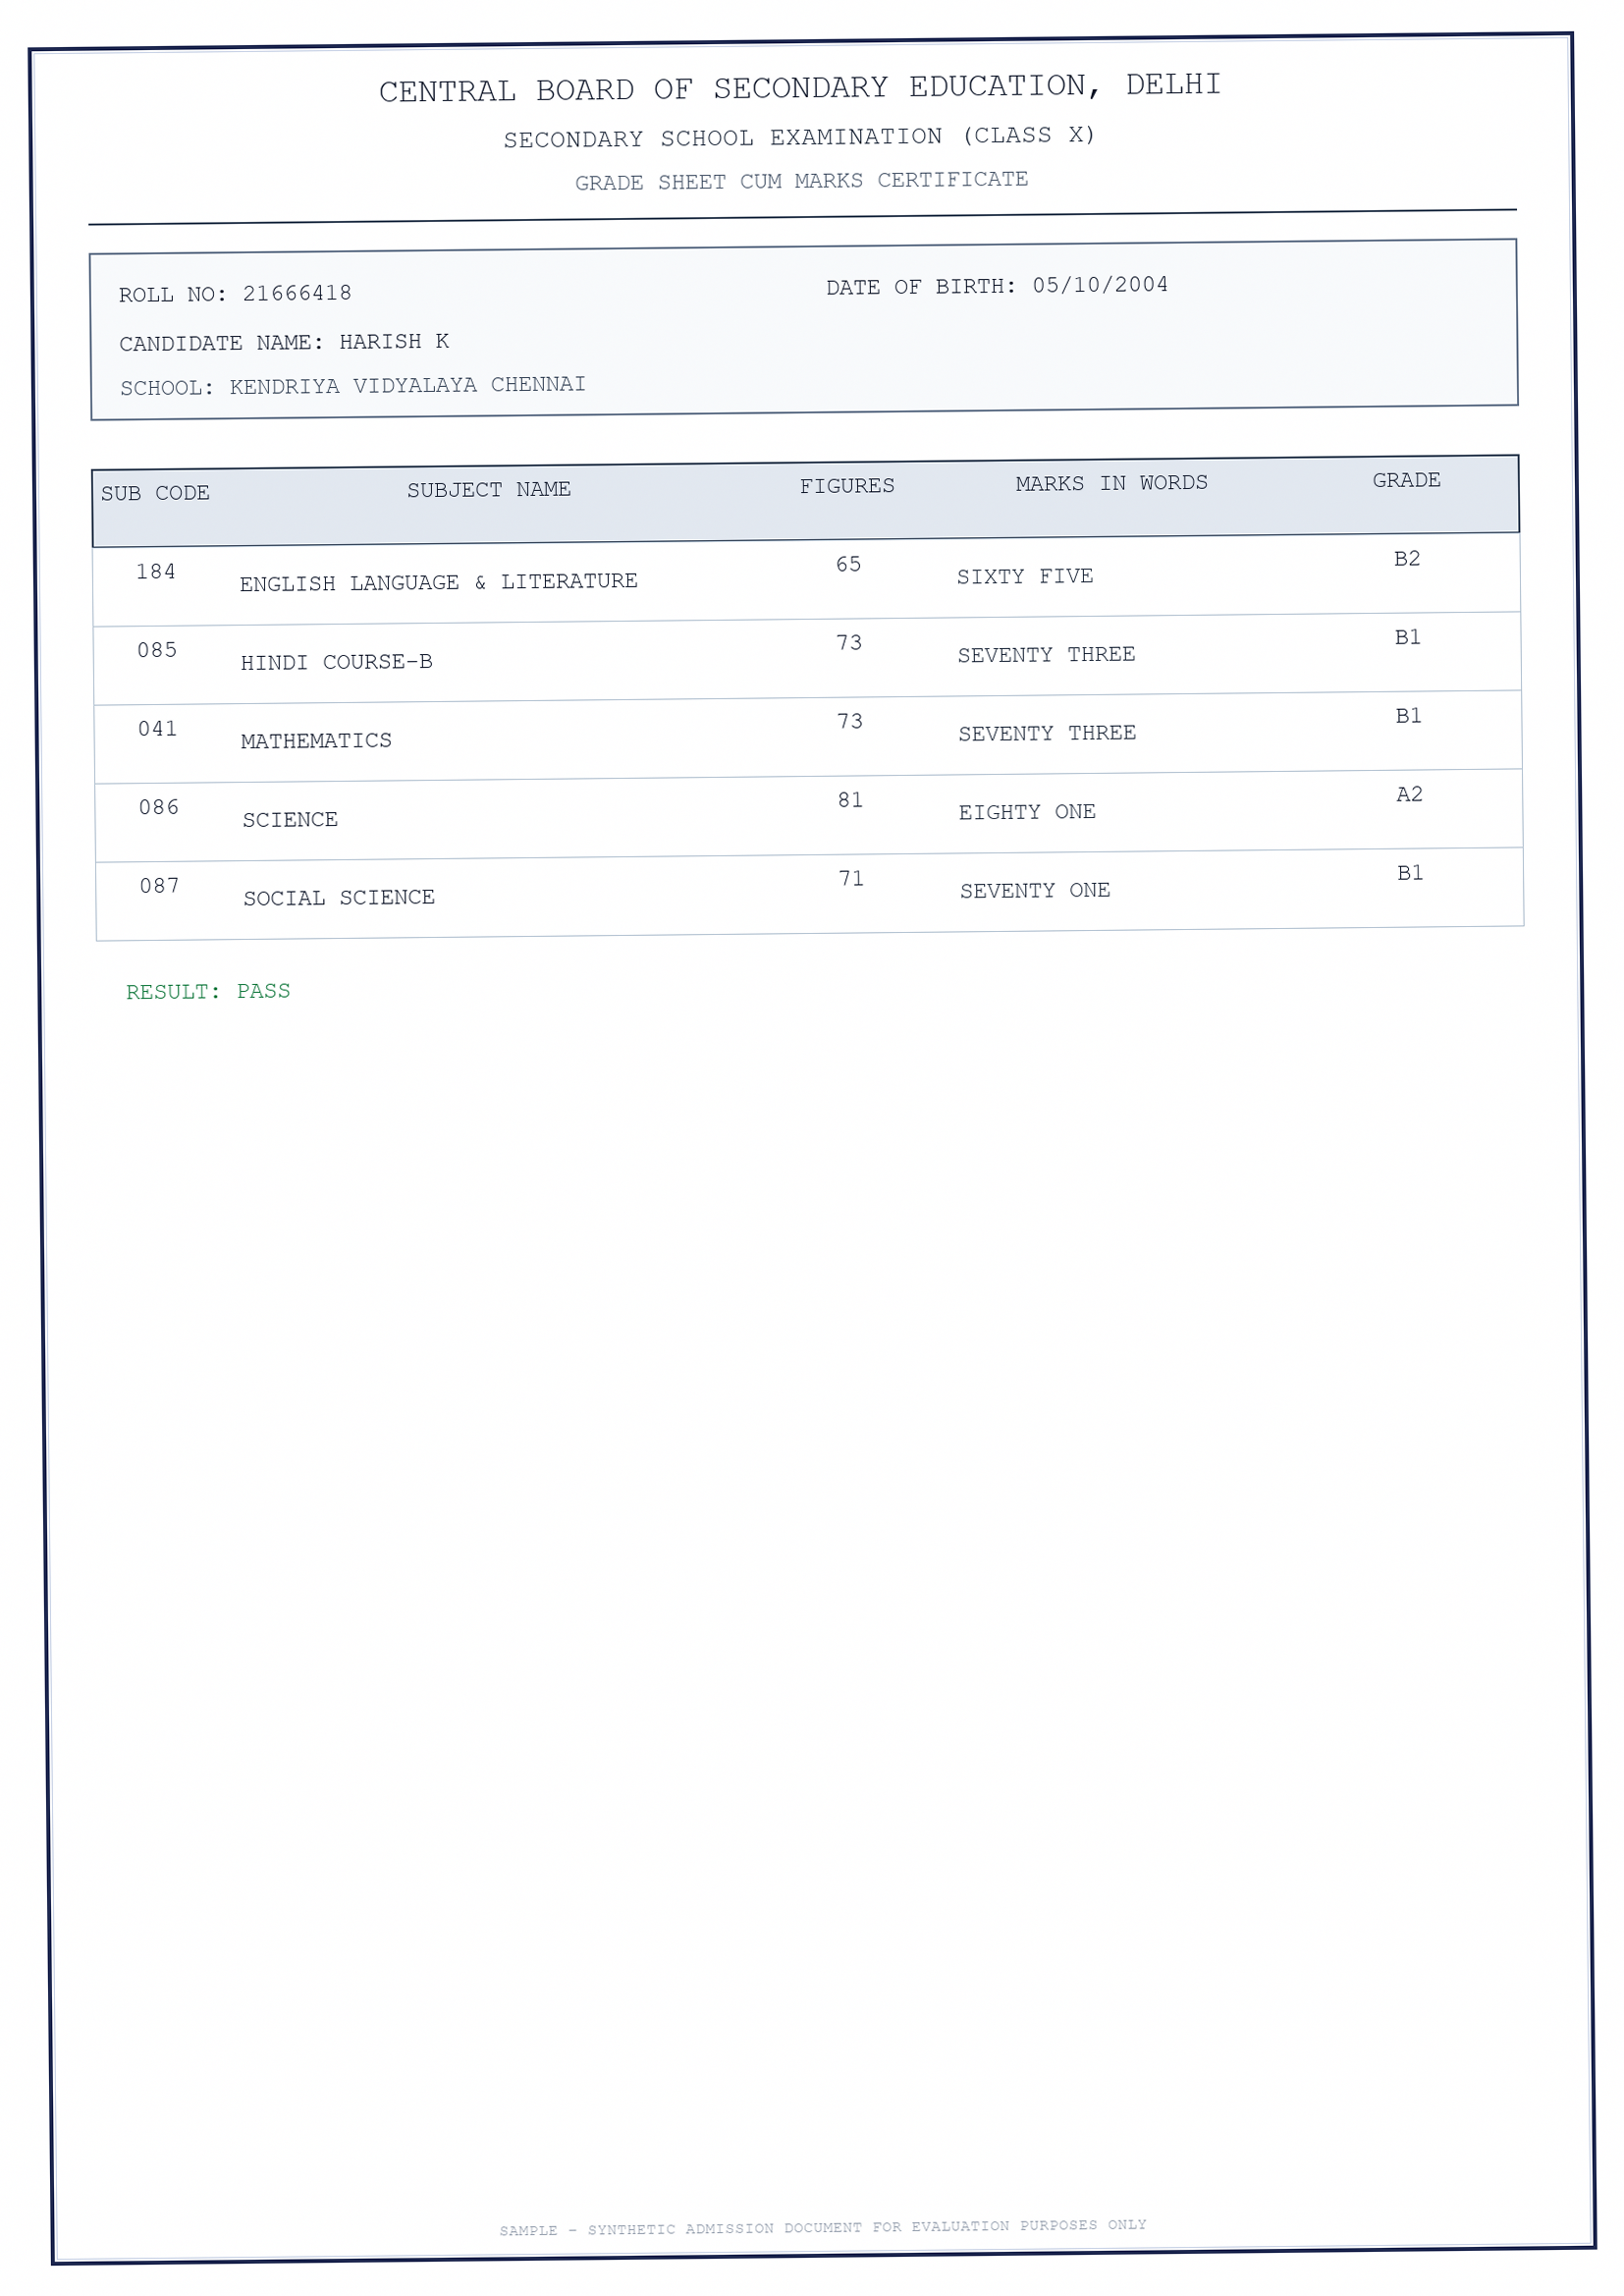 CENTRAL BOARD OF SECONDARY EDUCATION, DELHI
SECONDARY SCHOOL EXAMINATION (CLASS X)
GRADE SHEET CUM MARKS CERTIFICATE
ROLL NO: 21666418 DATE OF BIRTH: 05/10/2004
CANDIDATE NAME: HARISH K
SCHOOL: KENDRIYA VIDYALAYA CHENNAI
SUB CODE SUBJECT NAME FIGURES MARKS IN WORDS GRADE
184 ENGLISH LANGUAGE & LITERATURE 65 SIXTY FIVE B2
085 HINDI COURSE-B 73 SEVENTY THREE B1
041 MATHEMATICS 73 SEVENTY THREE B1
086 SCIENCE 81 EIGHTY ONE A2
087 SOCIAL SCIENCE 71 SEVENTY ONE B1
RESULT: PASS
SAMPLE - SYNTHETIC ADMISSION DOCUMENT FOR EVALUATION PURPOSES ONLY